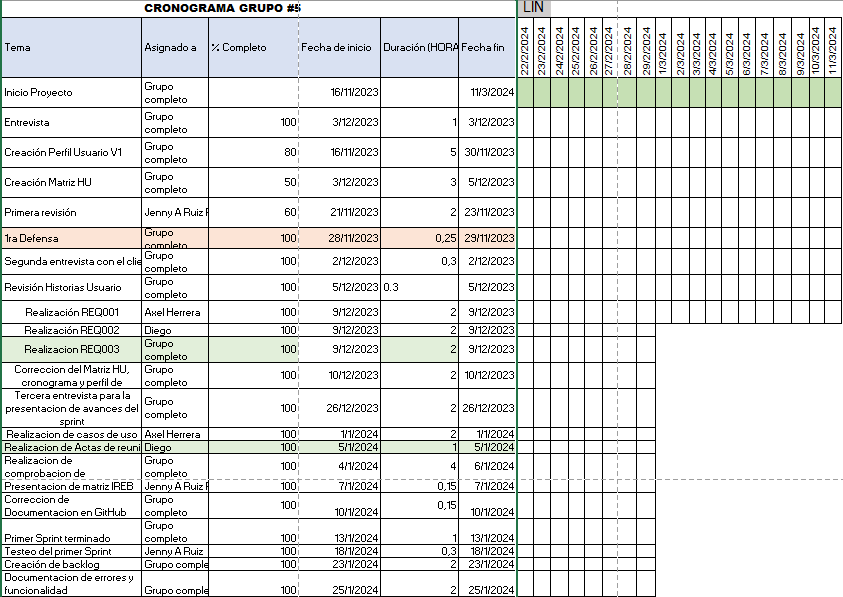 CRONOGRAMA GRUPO #5 LIN
Tema Asignado a % Completo Fecha de inicio Duración (HORA Fecha fin 22/2/2024 23/2/2024 24/2/2024 25/2/2024 26/2/2024 27/2/2024 28/2/2024 29/2/2024 1/3/2024 2/3/2024 3/3/2024 4/3/2024 5/3/2024 6/3/2024 7/3/2024 8/3/2024 9/3/2024 10/3/2024 11/3/2024
Inicio Proyecto Grupo completo 16/11/2023 11/3/2024
Entrevista Grupo completo 100 3/12/2023 1 3/12/2023
Creación Perfil Usuario V1 Grupo completo 80 16/11/2023 5 30/11/2023
Creación Matriz HU Grupo completo 50 3/12/2023 3 5/12/2023
Primera revisión Jenny A Ruiz 60 21/11/2023 2 23/11/2023
1ra Defensa Grupo completo 100 28/11/2023 0,25 29/11/2023
Segunda entrevista con el clie Grupo completo 100 2/12/2023 0,3 2/12/2023
Revisión Historias Usuario Grupo completo 100 5/12/2023 0.3 5/12/2023
Realización REQ001 Axel Herrera 100 9/12/2023 2 9/12/2023
Realización REQ002 Diego 100 9/12/2023 2 9/12/2023
Realizacion REQ003 Grupo completo 100 9/12/2023 2 9/12/2023
Correccion del Matriz HU, cronograma y perfil de Grupo completo 100 10/12/2023 2 10/12/2023
Tercera entrevista para la presentacion de avances del sprint Grupo completo 100 26/12/2023 2 26/12/2023
Realizacion de casos de uso Axel Herrera 100 1/1/2024 2 1/1/2024
Realizacion de Actas de reuni Diego 100 5/1/2024 1 5/1/2024
Realizacion de comprobacion de Grupo completo 100 4/1/2024 4 6/1/2024
Presentacion de matriz IREB Jenny A Ruiz 100 7/1/2024 0,15 7/1/2024
Correccion de Documentacion en GitHub Grupo completo 100 10/1/2024 0,15 10/1/2024
Primer Sprint terminado Grupo completo 100 13/1/2024 1 13/1/2024
Testeo del primer Sprint Jenny A Ruiz 100 18/1/2024 0,3 18/1/2024
Creación de backlog Grupo comple 100 23/1/2024 2 23/1/2024
Documentacion de errores y funcionalidad Grupo comple 100 25/1/2024 2 25/1/2024